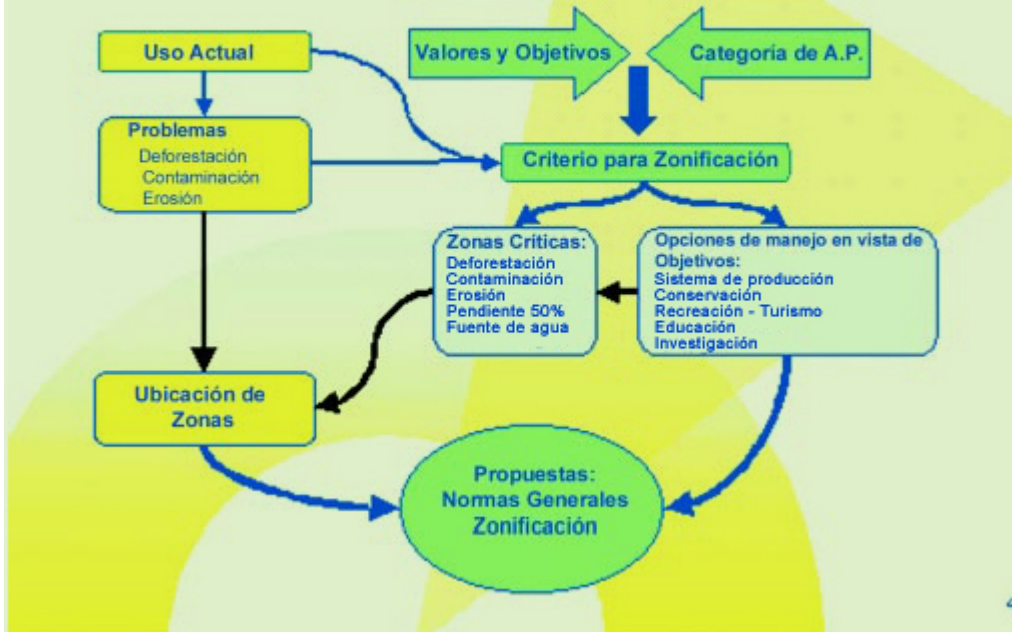 Uso Actual
Valores y Objetivos
Categoría de A.P.
Problemas
Deforestación
Contaminación
Erosión
Criterio para Zonificación
Zonas Críticas:
Deforestación
Contaminación
Erosión
Pendiente 50%
Fuente de agua
Opciones de manejo en vista de
Objetivos:
Sistema de producción
Conservación
Recreación - Turismo
Educación
Investigación
Ubicación de
Zonas
Propuestas:
Normas Generales
Zonificación